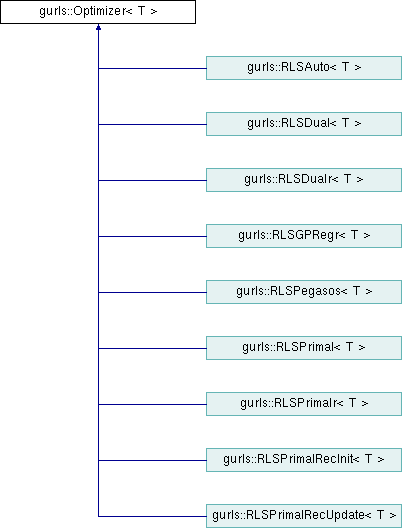 gurls::Optimizer< T >
gurls::RLSAuto< T >
gurls::RLSDual< T >
gurls::RLSDualr< T >
gurls::RLSGPRegr< T >
gurls::RLSPegasos< T >
gurls::RLSPrimal< T >
gurls::RLSPrimalr< T >
gurls::RLSPrimalRecInit< T >
gurls::RLSPrimalRecUpdate< T >